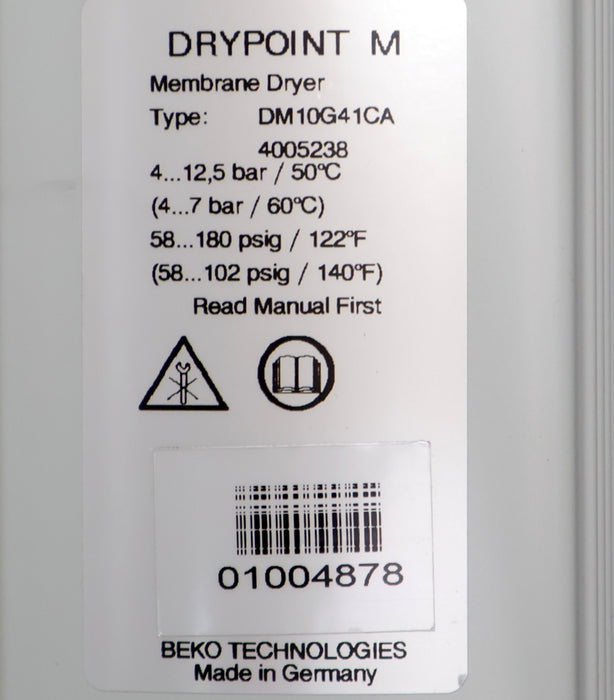 DRYPOINT M
Membrane Dryer
Type: DM10G41CA
4005238
4...12,5 bar / 50°C
(4...7 bar / 60°C)
58...180 psig / 122°F
(58...102 psig / 140°F)
Read Manual First
01004878
BEKO TECHNOLOGIES
Made in Germany